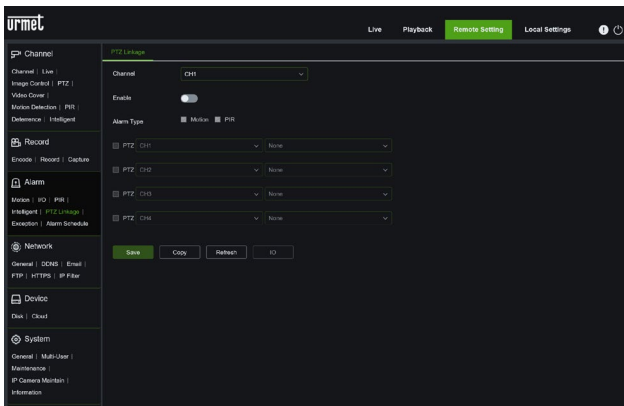 urmet
Live Playback Remote Setting Local Settings
Channel
Channel | Live |
Image Control | PTZ |
Video Cover |
Motion Detection | PIR |
Deterrence | Intelligent
Record
Encode | Record | Capture
Alarm
Motion | I/O | PIR |
Intelligent | PTZ Linkage |
Exception | Alarm Schedule
Network
General | DDNS | Email |
FTP | HTTPS | IP Filter
Device
Disk | Cloud
System
General | Multi-User |
Maintenance |
IP Camera Maintain |
Information
PTZ Linkage
Channel CH1
Enable
Alarm Type Motion PIR
PTZ CH1 None
PTZ CH2 None
PTZ CH3 None
PTZ CH4 None
Save Copy Refresh IO